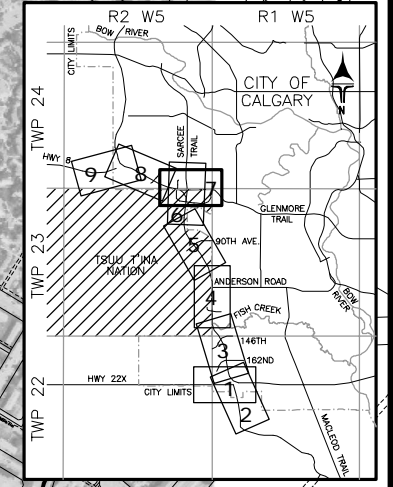 R2 W5
R1 W5
BOW RIVER
CITY LIMITS
TWP 24
CITY OF
CALGARY
SARCEE
TRAIL
N
HWY 8
9
8
7
6
GLENMORE
TRAIL
TWP 23
TSUU T'INA
NATION
5
90TH AVE.
ANDERSON ROAD
4
BOW
RIVER
FISH CREEK
3
146TH
162ND
TWP 22
HWY 22X
1
CITY LIMITS
2
MACLEOD TRAIL